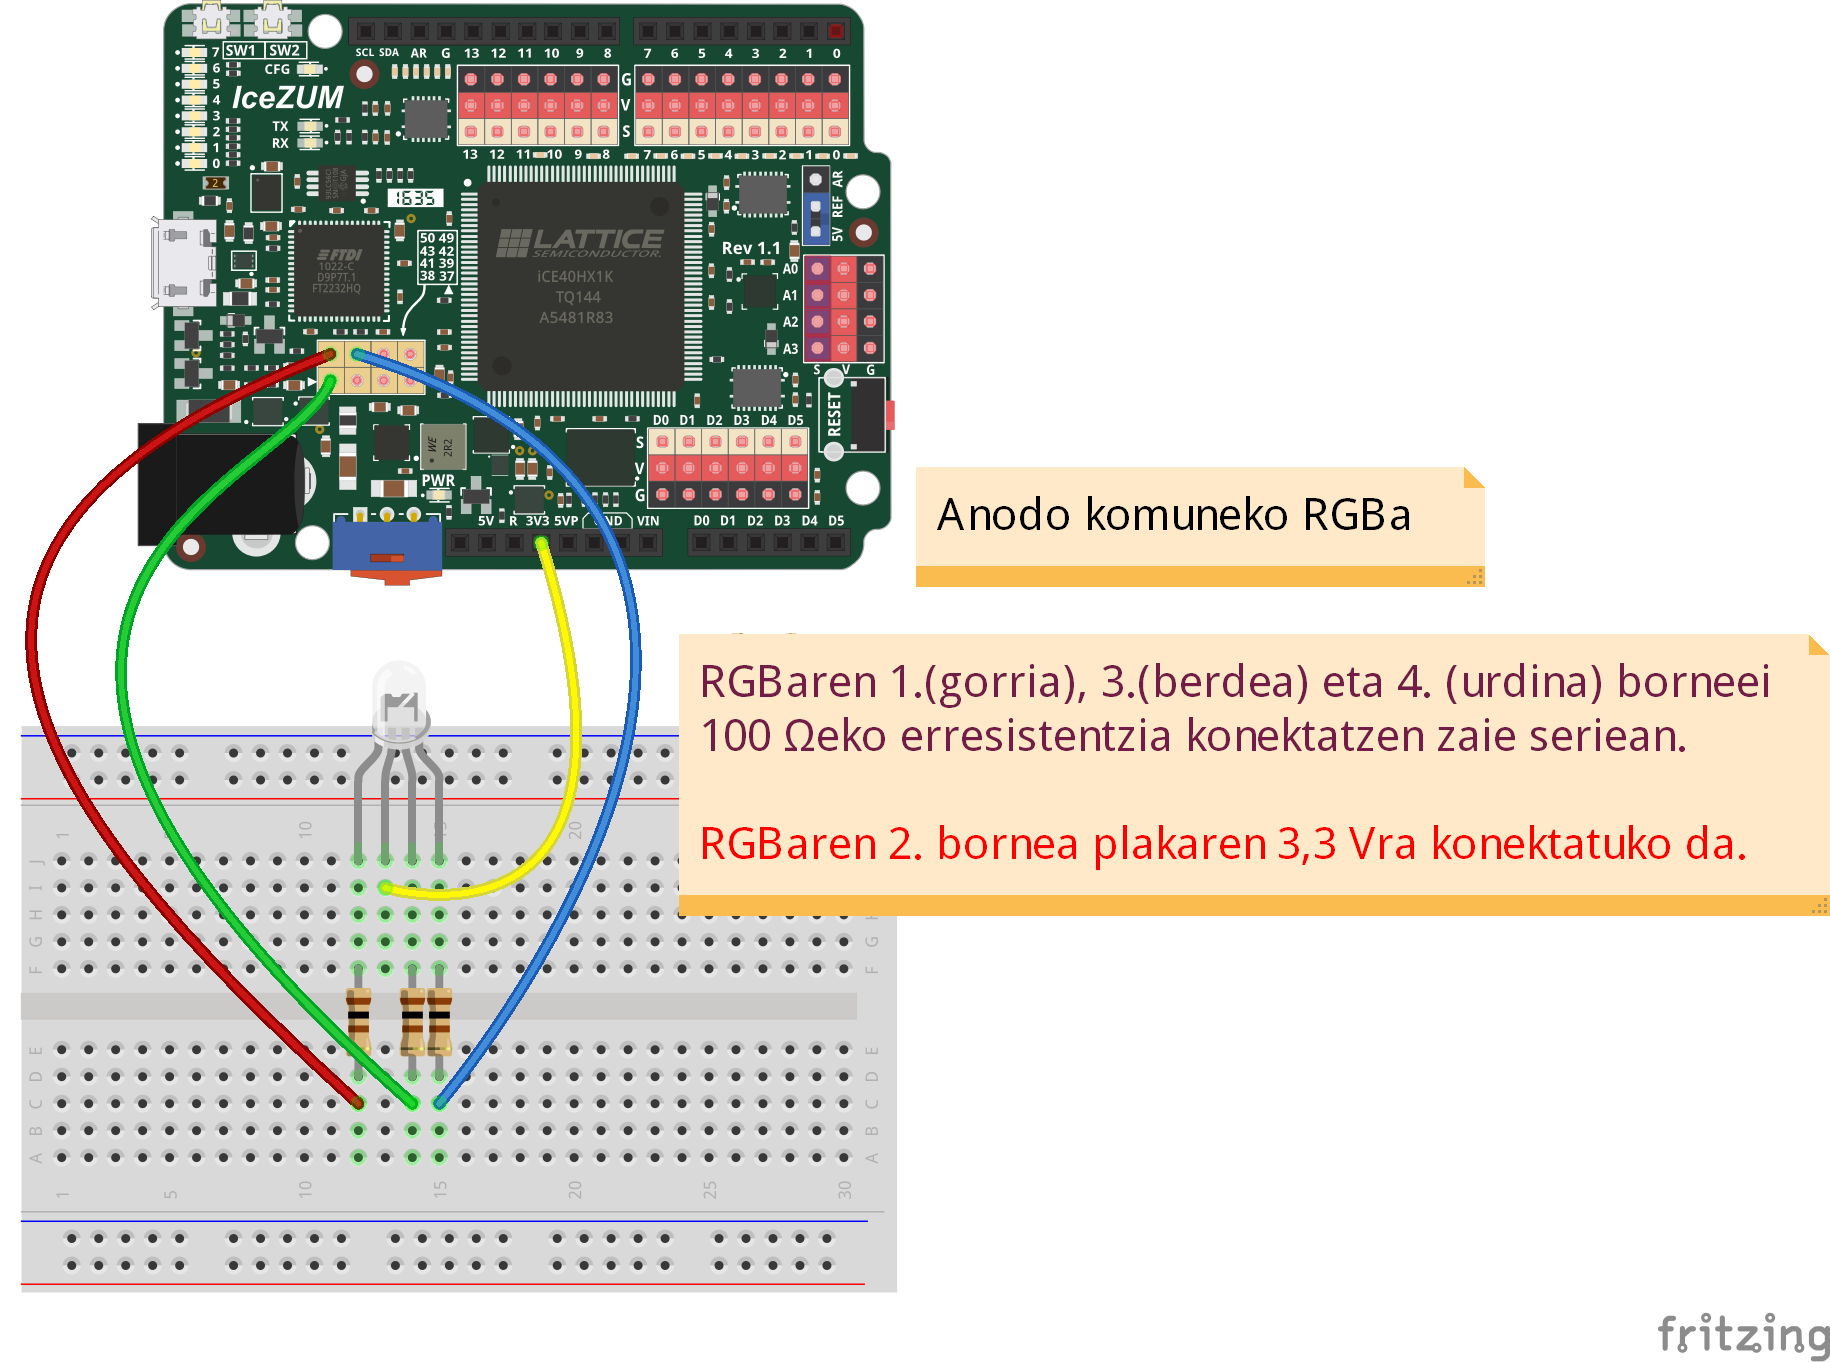 SCL SDA AR G 13 12 11 10 9 8 7 6 5 4 3 2 1 0
SW1 SW2
7
6
5
4
3
2
1
0
CFG
IceZUM
TX
RX
G
V
S
13 12 11 10 9 8 7 6 5 4 3 2 1 0
2
1635
AR
REF
5V
50 49
43 42
41 39
38 37
FTDI
1022-C
D9P7T.1
FT2232HQ
LATTICE
SEMICONDUCTOR.
iCE40HX1K
TQ144
A5481R83
Rev 1.1
A0
A1
A2
A3
S V G
RESET
D0 D1 D2 D3 D4 D5
S
V
G
WE
2R2
PWR
5V R 3V3 5VP GND VIN D0 D1 D2 D3 D4 D5
Anodo komuneko RGBa
RGBaren 1.(gorria), 3.(berdea) eta 4. (urdina) borneei
100 Ωeko erresistentzia konektatzen zaie seriean.
RGBaren 2. bornea plakaren 3,3 Vra konektatuko da.
1 10 20
J
I
H
G
F
G
F
E
D
C
B
A
E
D
C
B
A
1 5 10 15 20 25 30
fritzing